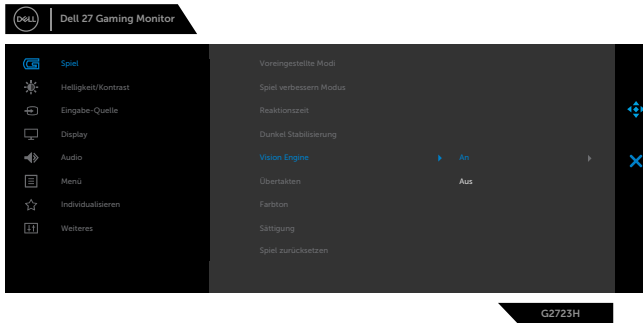 DELL Dell 27 Gaming Monitor
Spiel
Helligkeit/Kontrast
Eingabe-Quelle
Display
Audio
Menü
Individualisieren
Weiteres
Voreingestellte Modi
Spiel verbessern Modus
Reaktionszeit
Dunkel Stabilisierung
Vision Engine An
Aus
Übertakten
Farbton
Sättigung
Spiel zurücksetzen
G2723H